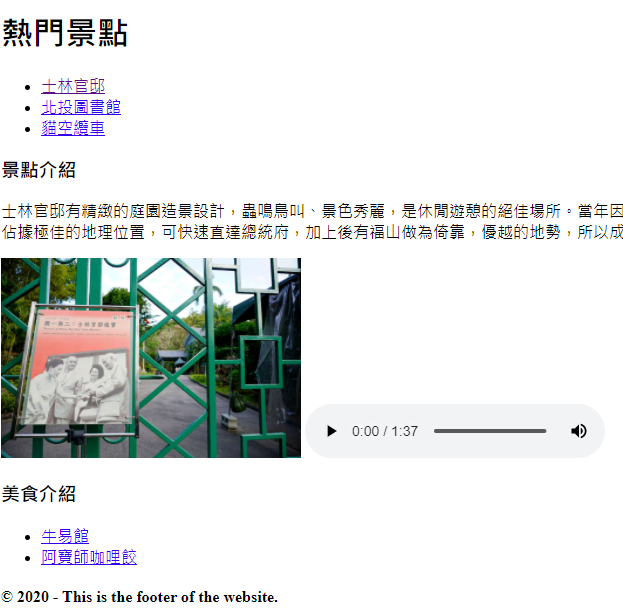 熱門景點
士林官邸
北投圖書館
貓空纜車
景點介紹
士林官邸有精緻的庭園造景設計，蟲鳴鳥叫、景色秀麗，是休閒遊憩的絕佳場所。當年因
佔據極佳的地理位置，可快速直達總統府，加上後有福山做為倚靠，優越的地勢，所以成
0:00 / 1:37
美食介紹
牛易館
阿寶師咖哩餃
© 2020 - This is the footer of the website.